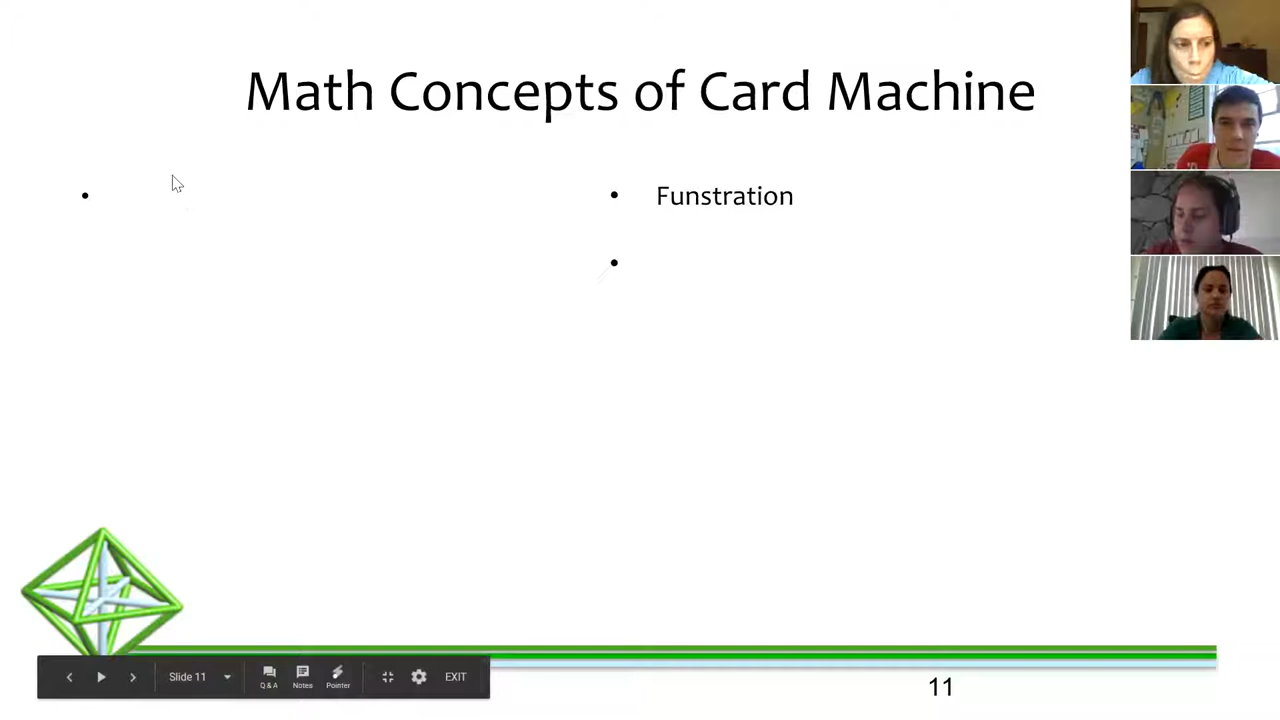 Math Concepts of Card Machine
•
• Funstration
•
Slide 11
Q & A
Notes
Pointer
EXIT
11